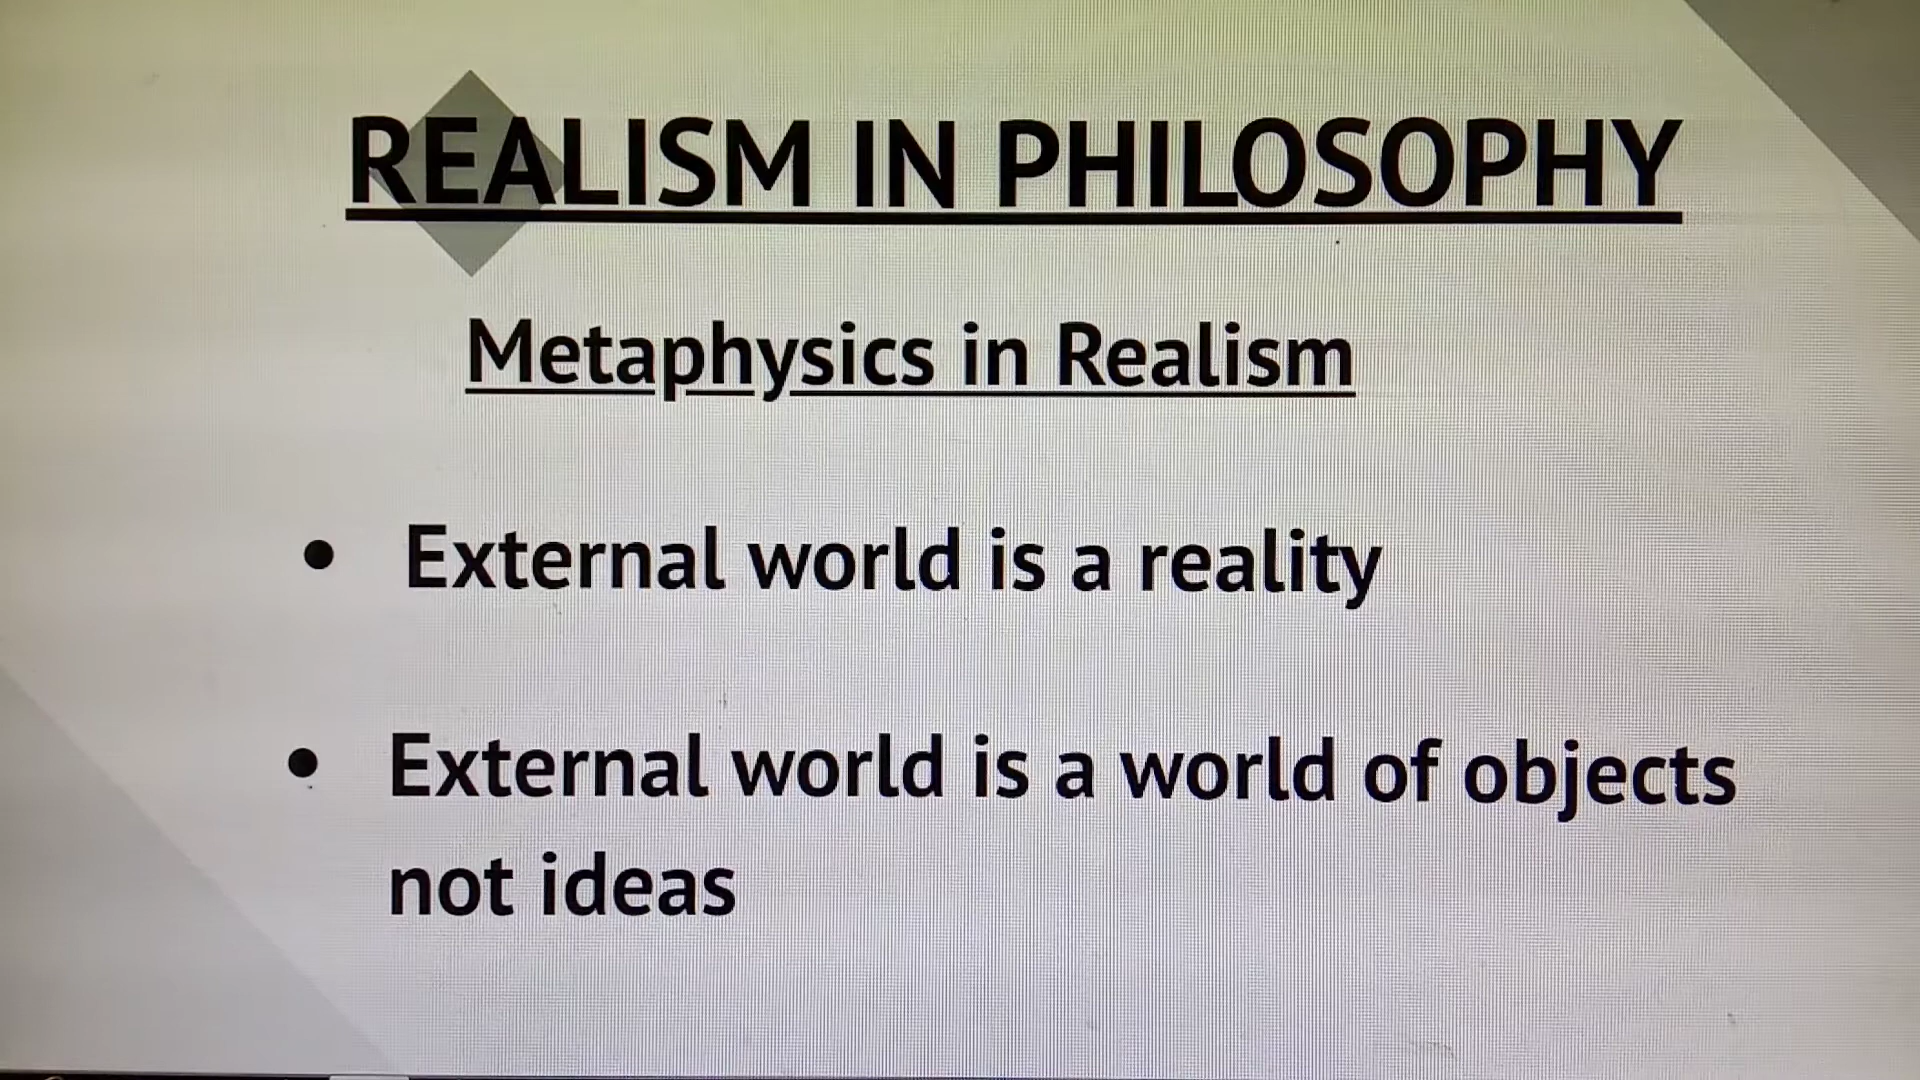 REALISM IN PHILOSOPHY
Metaphysics in Realism
• External world is a reality
• External world is a world of objects
not ideas